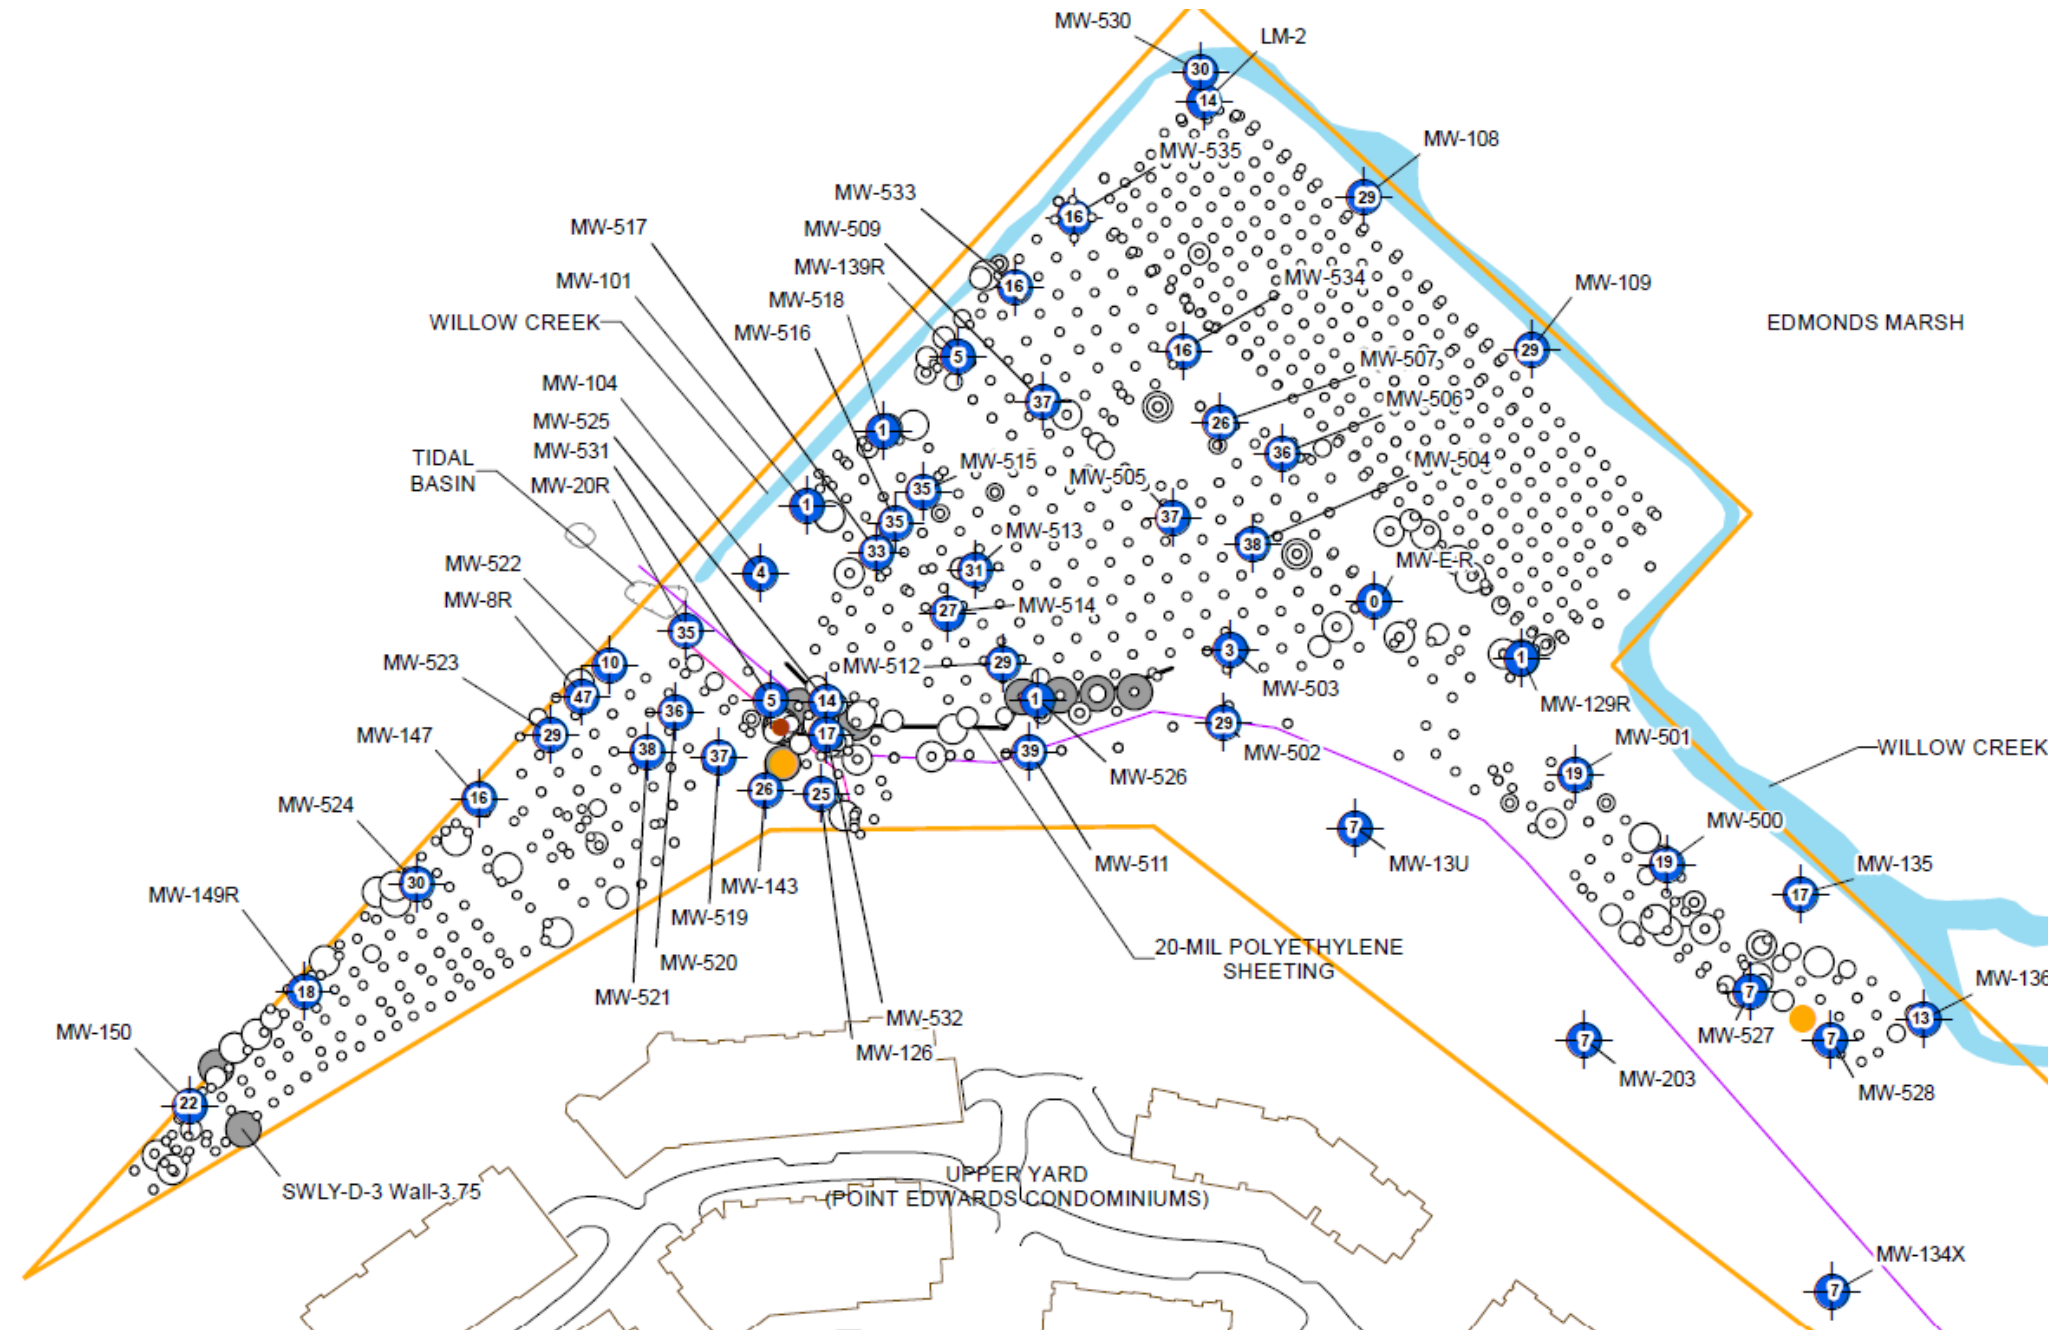 MW-530
LM-2
30
14
MW-108
MW-535
29
MW-533
16
MW-517
MW-509
MW-139R
MW-101
MW-518
16
MW-534
MW-109
WILLOW CREEK
MW-516
EDMONDS MARSH
5
16
29
MW-507
MW-104
MW-506
37
MW-525
1
26
MW-531
36
TIDAL
BASIN
MW-515
MW-504
MW-20R
35
MW-505
1
35
37
MW-513
38
33
MW-522
4
31
MW-E-R
MW-8R
27
MW-514
0
35
MW-523
10
MW-512
29
3
1
47
5
14
1
MW-503
36
MW-129R
MW-147
29
17
29
MW-501
38
37
39
MW-502
WILLOW CREEK
MW-526
19
16
26
25
MW-524
MW-500
7
MW-511
MW-13U
19
MW-135
30
MW-143
17
MW-149R
MW-519
20-MIL POLYETHYLENE
SHEETING
MW-520
MW-136
18
MW-521
7
MW-532
13
MW-150
MW-527
7
7
MW-126
MW-203
MW-528
22
UPPER YARD
(POINT EDWARDS CONDOMINIUMS)
SWLY-D-3 Wall-3.75
MW-134X
7